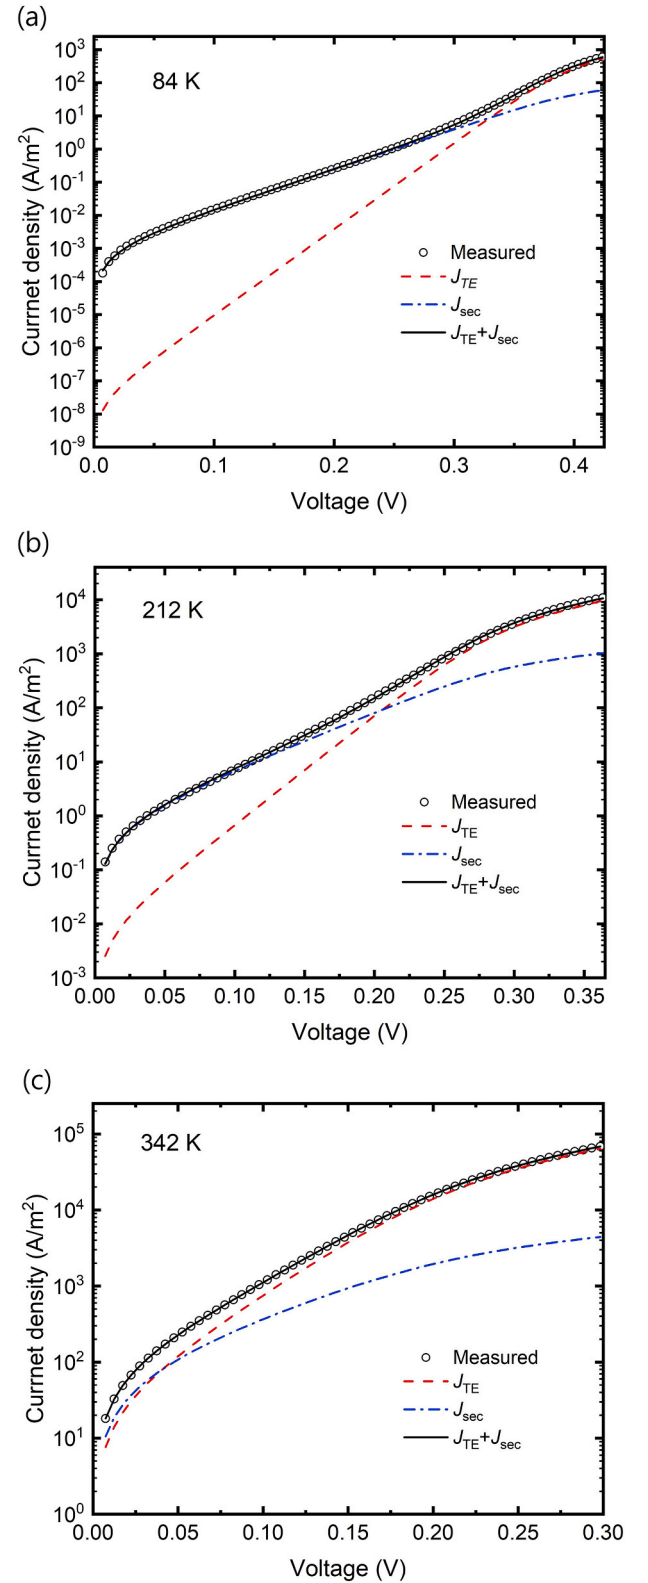 (a)
84 K
10³
10²
10¹
10⁰
10⁻¹
10⁻²
10⁻³
10⁻⁴
10⁻⁵
10⁻⁶
10⁻⁷
10⁻⁸
10⁻⁹
Currnet density (A/m²)
Measured
J_TE
J_sec
J_TE+J_sec
0.0 0.1 0.2 0.3 0.4
Voltage (V)
(b)
212 K
10⁴
10³
10²
10¹
10⁰
10⁻¹
10⁻²
10⁻³
Currnet density (A/m²)
Measured
J_TE
J_sec
J_TE+J_sec
0.00 0.05 0.10 0.15 0.20 0.25 0.30 0.35
Voltage (V)
(c)
342 K
10⁵
10⁴
10³
10²
10¹
10⁰
Currnet density (A/m²)
Measured
J_TE
J_sec
J_TE+J_sec
0.00 0.05 0.10 0.15 0.20 0.25 0.30
Voltage (V)